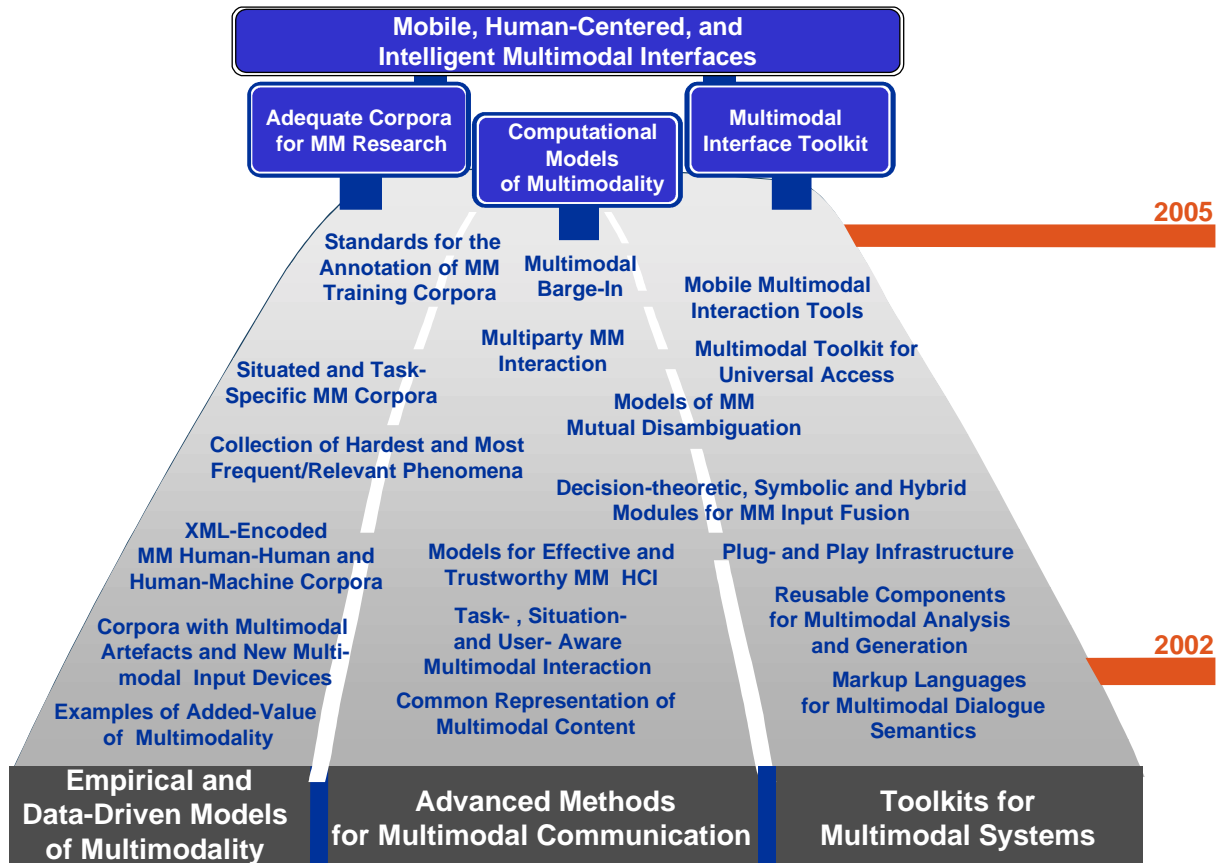 Mobile, Human-Centered, and
Intelligent Multimodal Interfaces
Adequate Corpora
for MM Research
Computational
Models
of Multimodality
Multimodal
Interface Toolkit
2005
Standards for the
Annotation of MM
Training Corpora
Situated and Task-
Specific MM Corpora
Collection of Hardest and Most
Frequent/Relevant Phenomena
XML-Encoded
MM Human-Human and
Human-Machine Corpora
Corpora with Multimodal
Artefacts and New Multi-
modal Input Devices
Examples of Added-Value
of Multimodality
Multimodal
Barge-In
Multiparty MM
Interaction
Models of MM
Mutual Disambiguation
Decision-theoretic, Symbolic and Hybrid
Modules for MM Input Fusion
Models for Effective and
Trustworthy MM HCI
Task- , Situation-
and User- Aware
Multimodal Interaction
Common Representation of
Multimodal Content
Mobile Multimodal
Interaction Tools
Multimodal Toolkit for
Universal Access
Plug- and Play Infrastructure
Reusable Components
for Multimodal Analysis
and Generation
Markup Languages
for Multimodal Dialogue
Semantics
2002
Empirical and
Data-Driven Models
of Multimodality
Advanced Methods
for Multimodal Communication
Toolkits for
Multimodal Systems